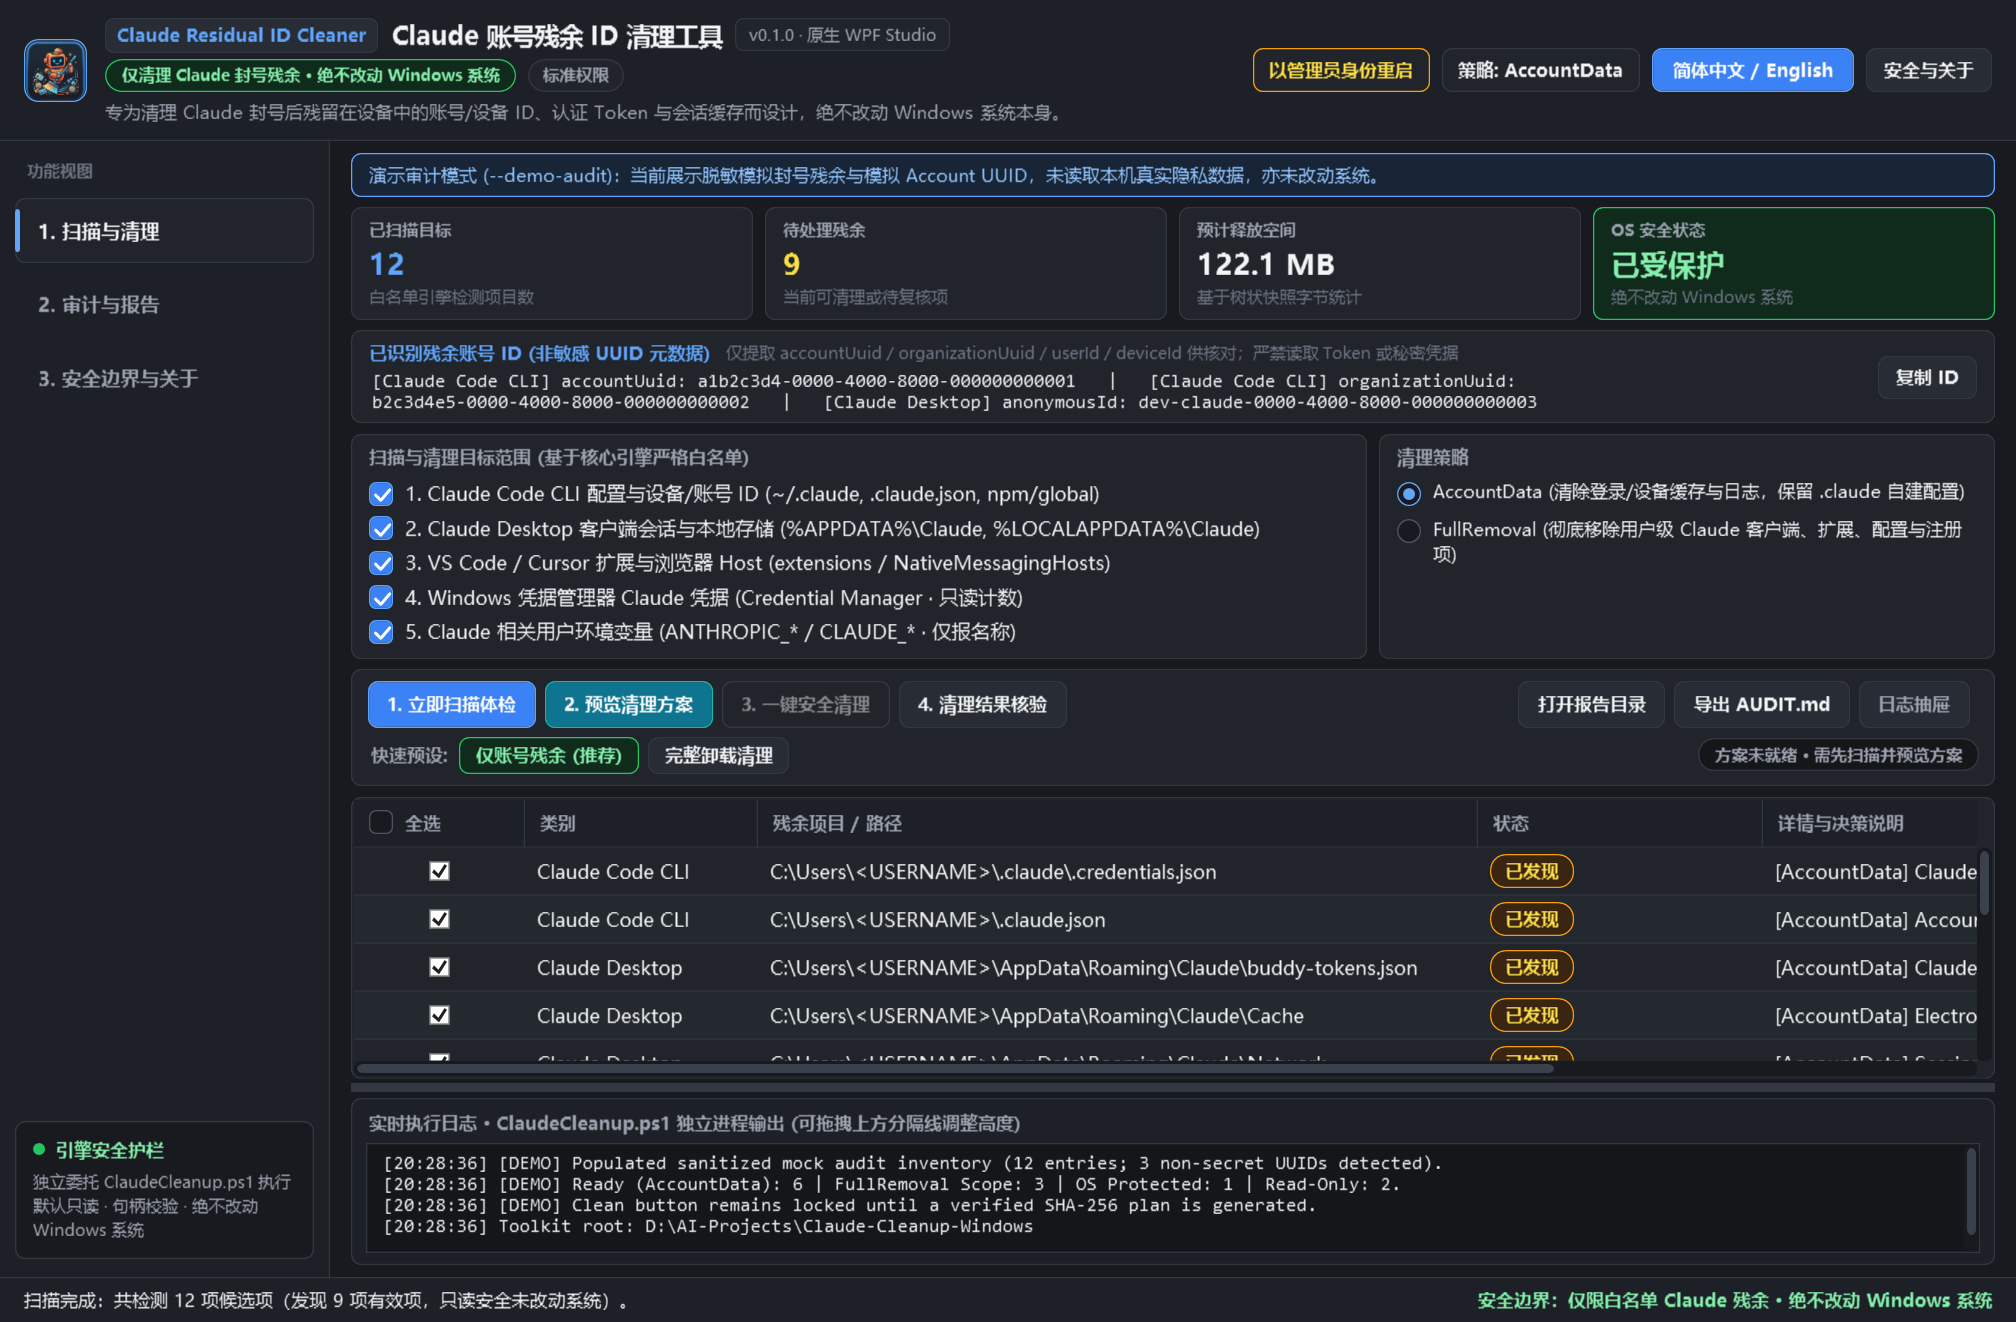 Claude Residual ID Cleaner
Claude 账号残余 ID 清理工具
v0.1.0 · 原生 WPF Studio
仅清理 Claude 封号残余 • 绝不改动 Windows 系统
标准权限
专为清理 Claude 封号后残留在设备中的账号/设备 ID、认证 Token 与会话缓存而设计，绝不改动 Windows 系统本身。
以管理员身份重启
策略: AccountData
简体中文 / English
安全与关于
功能视图
1. 扫描与清理
2. 审计与报告
3. 安全边界与关于
引擎安全护栏
独立委托 ClaudeCleanup.ps1 执行
默认只读 · 句柄校验 · 绝不改动
Windows 系统
演示审计模式 (--demo-audit)：当前展示脱敏模拟封号残余与模拟 Account UUID，未读取本机真实隐私数据，亦未改动系统。
已扫描目标
12
白名单引擎检测项目数
待处理残余
9
当前可清理或待复核项
预计释放空间
122.1 MB
基于树状快照字节统计
OS 安全状态
已受保护
绝不改动 Windows 系统
已识别残余账号 ID (非敏感 UUID 元数据)
仅提取 accountUuid / organizationUuid / userId / deviceId 供核对；严禁读取 Token 或秘密凭据
[Claude Code CLI] accountUuid: a1b2c3d4-0000-4000-8000-000000000001 | [Claude Code CLI] organizationUuid:
b2c3d4e5-0000-4000-8000-000000000002 | [Claude Desktop] anonymousId: dev-claude-0000-4000-8000-000000000003
复制 ID
扫描与清理目标范围 (基于核心引擎严格白名单)
1. Claude Code CLI 配置与设备/账号 ID (~/.claude, .claude.json, npm/global)
2. Claude Desktop 客户端会话与本地存储 (%APPDATA%\Claude, %LOCALAPPDATA%\Claude)
3. VS Code / Cursor 扩展与浏览器 Host (extensions / NativeMessagingHosts)
4. Windows 凭据管理器 Claude 凭据 (Credential Manager · 只读计数)
5. Claude 相关用户环境变量 (ANTHROPIC_* / CLAUDE_* · 仅报名称)
清理策略
AccountData (清除登录/设备缓存与日志，保留 .claude 自建配置)
FullRemoval (彻底移除用户级 Claude 客户端、扩展、配置与注册
项)
1. 立即扫描体检
2. 预览清理方案
3. 一键安全清理
4. 清理结果核验
打开报告目录
导出 AUDIT.md
日志抽屉
快速预设:
仅账号残余 (推荐)
完整卸载清理
方案未就绪 • 需先扫描并预览方案
全选
类别
残余项目 / 路径
状态
详情与决策说明
Claude Code CLI
C:\Users\<USERNAME>\.claude\.credentials.json
已发现
[AccountData] Claude
Claude Code CLI
C:\Users\<USERNAME>\.claude.json
已发现
[AccountData] Accoun
Claude Desktop
C:\Users\<USERNAME>\AppData\Roaming\Claude\buddy-tokens.json
已发现
[AccountData] Claude
Claude Desktop
C:\Users\<USERNAME>\AppData\Roaming\Claude\Cache
已发现
[AccountData] Electro
实时执行日志 • ClaudeCleanup.ps1 独立进程输出 (可拖拽上方分隔线调整高度)
[20:28:36] [DEMO] Populated sanitized mock audit inventory (12 entries; 3 non-secret UUIDs detected).
[20:28:36] [DEMO] Ready (AccountData): 6 | FullRemoval Scope: 3 | OS Protected: 1 | Read-Only: 2.
[20:28:36] [DEMO] Clean button remains locked until a verified SHA-256 plan is generated.
[20:28:36] Toolkit root: D:\AI-Projects\Claude-Cleanup-Windows
扫描完成：共检测 12 项候选项（发现 9 项有效项，只读安全未改动系统）。
安全边界：仅限白名单 Claude 残余 • 绝不改动 Windows 系统